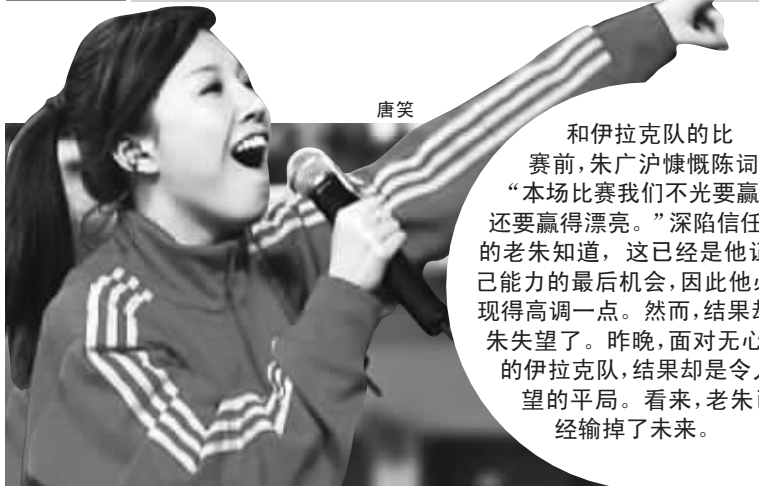 唐笑
和伊拉克队的比
赛前，朱广沪慷慨陈词
“本场比赛我们不光要赢
还要赢得漂亮。”深陷信任
的老朱知道，这已经是他
己能力的最后机会，因此他
现得高调一点。然而，结果
朱失望了。昨晚，面对无心
的伊拉克队，结果却是令
望的平局。看来，老朱
经输掉了未来。